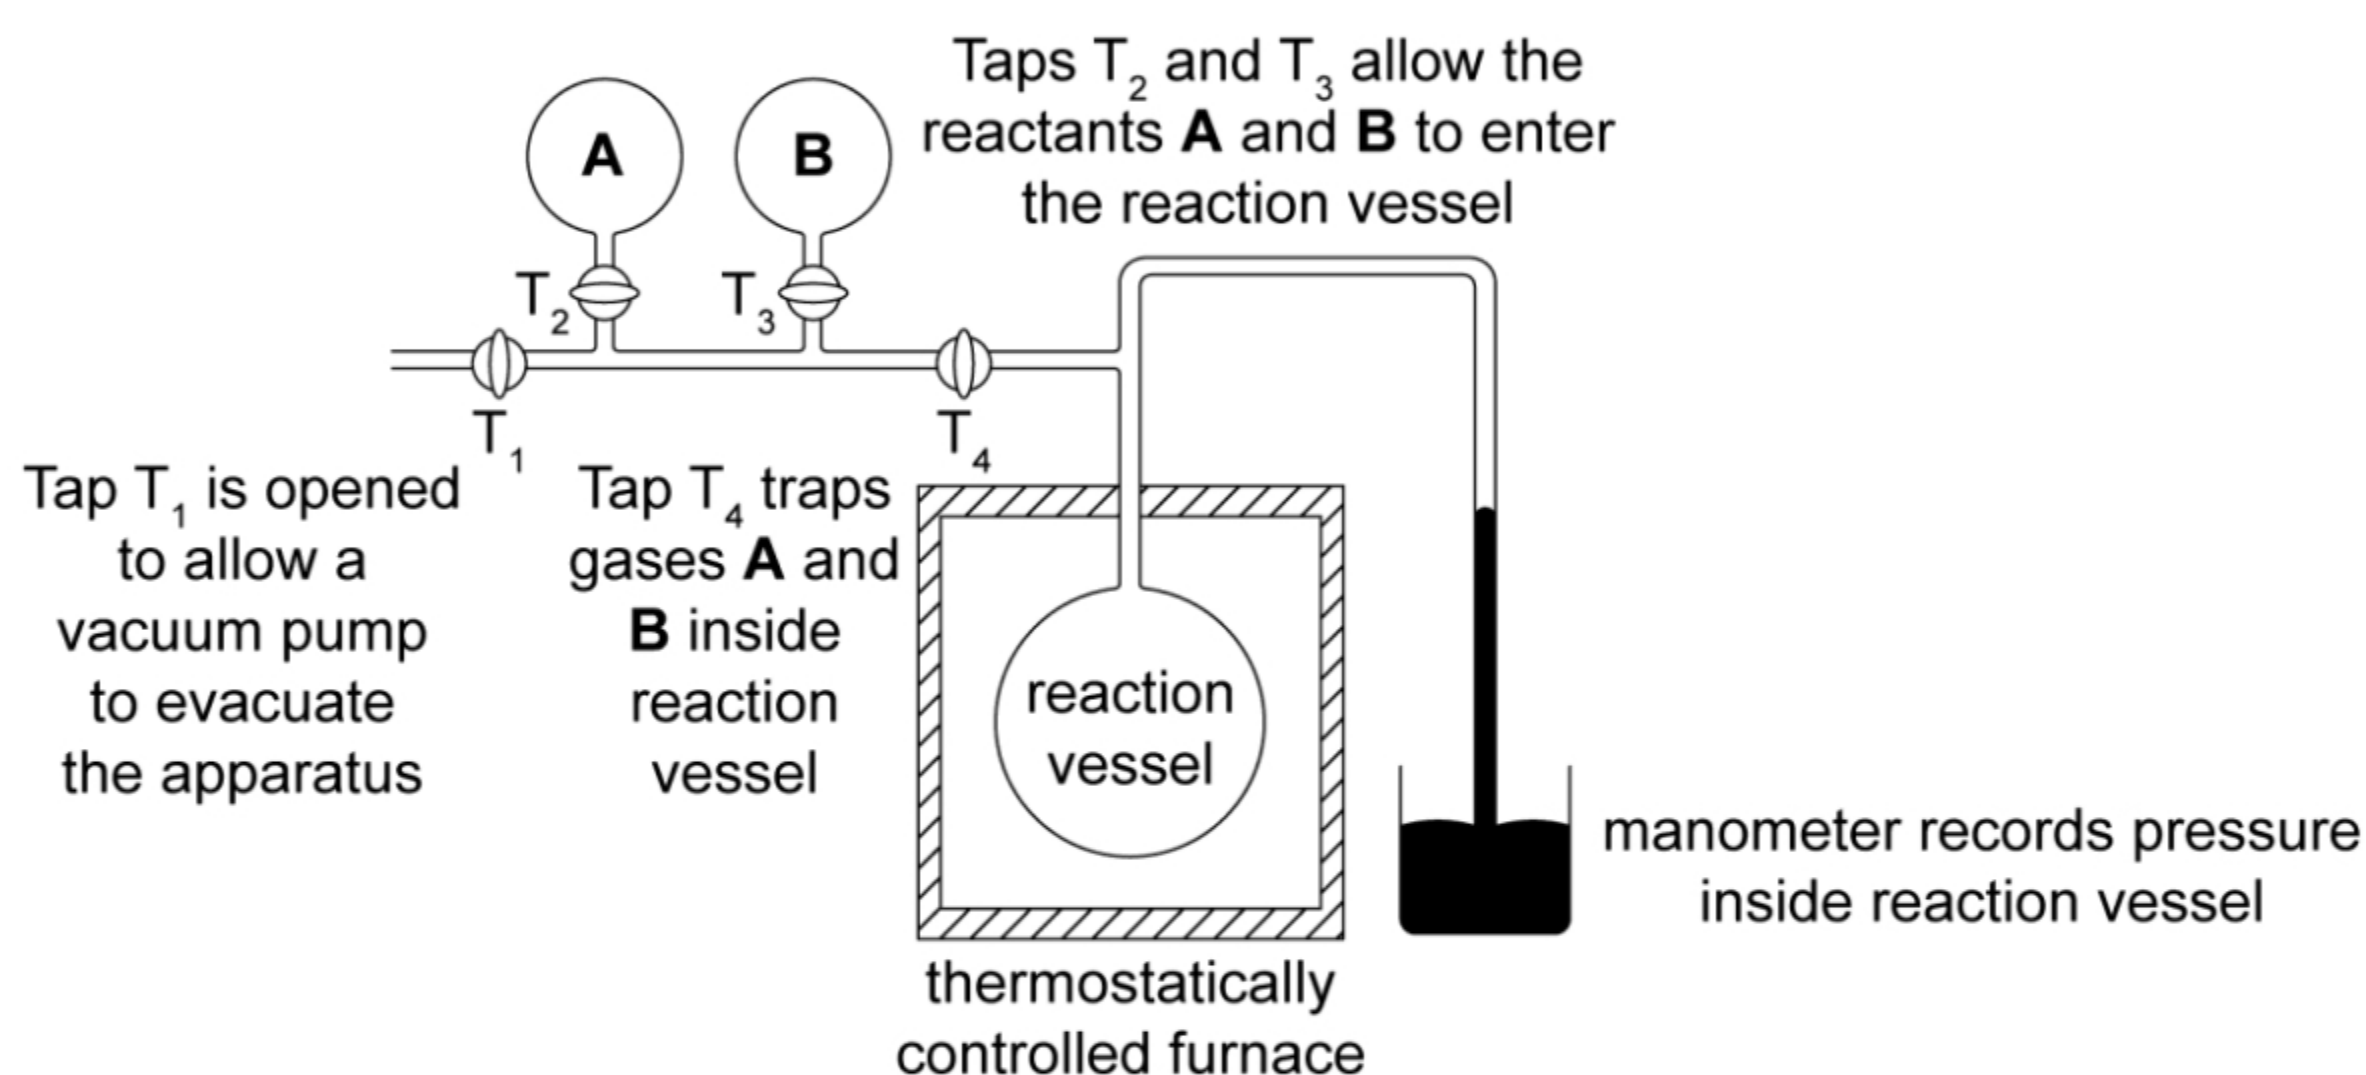 Taps T₂ and T₃ allow the
reactants A and B to enter
the reaction vessel
A
B
T₂
T₃
T₁
T₄
Tap T₁ is opened
to allow a
vacuum pump
to evacuate
the apparatus
Tap T₄ traps
gases A and
B inside
reaction
vessel
reaction
vessel
manometer records pressure
inside reaction vessel
thermostatically
controlled furnace